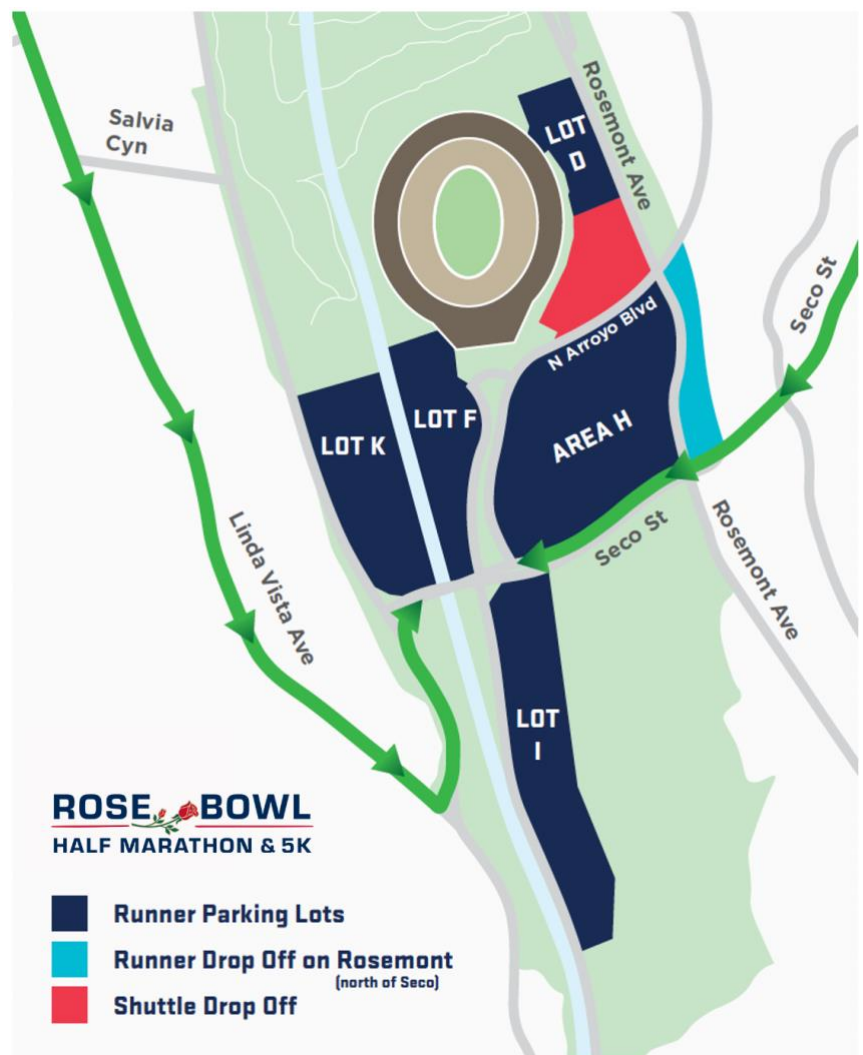 Salvia
Cyn
Rosemont Ave
LOT
D
Seco St
N Arroyo Blvd
LOT F
LOT K
AREA H
Linda Vista Ave
Seco St
Rosemont Ave
LOT
I
ROSE BOWL
HALF MARATHON & 5K
Runner Parking Lots
Runner Drop Off on Rosemont
(north of Seco)
Shuttle Drop Off